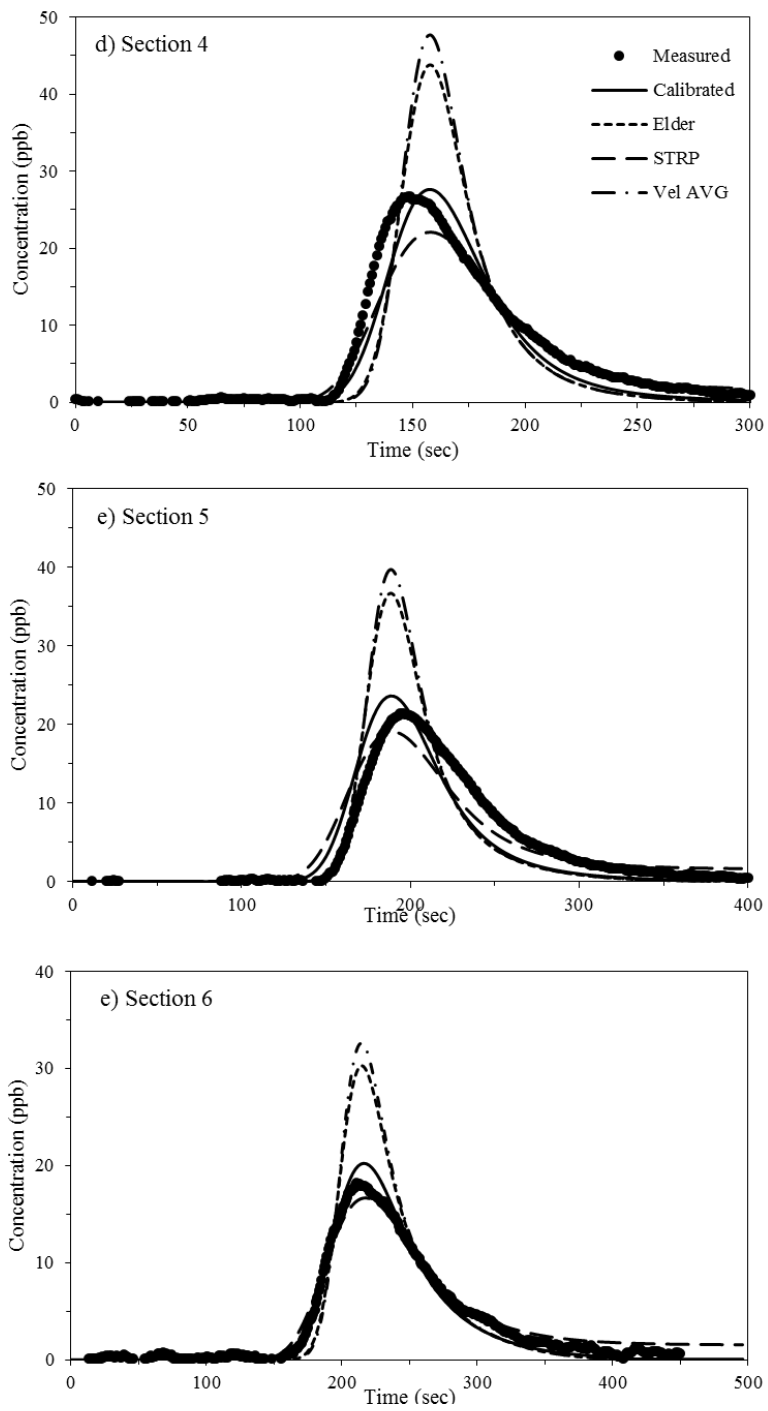 d) Section 4
Measured
Calibrated
Elder
STRP
Vel AVG
Concentration (ppb)
50
40
30
20
10
0
0 50 100 150 200 250 300
Time (sec)
e) Section 5
Concentration (ppb)
50
40
30
20
10
0
0 100 200 300 400
Time (sec)
e) Section 6
Concentration (ppb)
40
30
20
10
0
0 100 200 300 400 500
Time (sec)